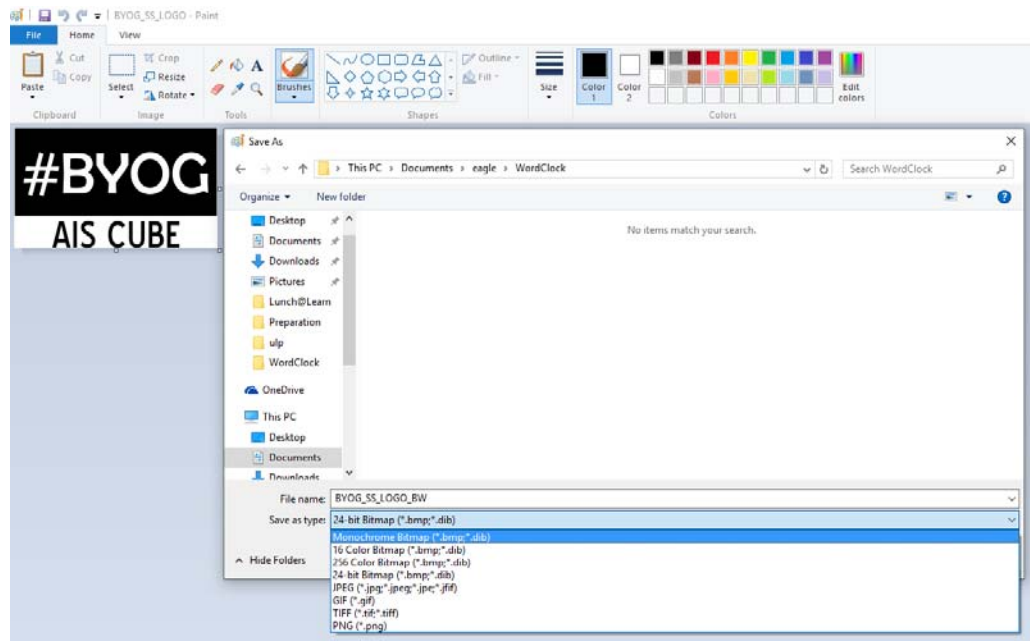 BYOG_SS_LOGO - Paint
File Home View
Paste
Cut
Copy
Clipboard
Select
Crop
Resize
Rotate
Image
A
Tools
Brushes
Outline
Fill
Shapes
Size
Color 1
Color 2
Edit colors
Colors
#BYOG
AIS CUBE
Save As
This PC > Documents > eagle > WordClock
Search WordClock
Organize New folder
Desktop
Documents
Downloads
Pictures
Lunch@Learn
Preparation
ulp
WordClock
OneDrive
This PC
Desktop
Documents
Downloads
No items match your search.
File name: BYOG_SS_LOGO_BW
Save as type: 24-bit Bitmap (*.bmp;*.dib)
Monochrome Bitmap (*.bmp;*.dib)
16 Color Bitmap (*.bmp;*.dib)
256 Color Bitmap (*.bmp;*.dib)
24-bit Bitmap (*.bmp;*.dib)
JPEG (*.jpg;*.jpeg;*.jpe;*.jfif)
GIF (*.gif)
TIFF (*.tif;*.tiff)
PNG (*.png)
Hide Folders